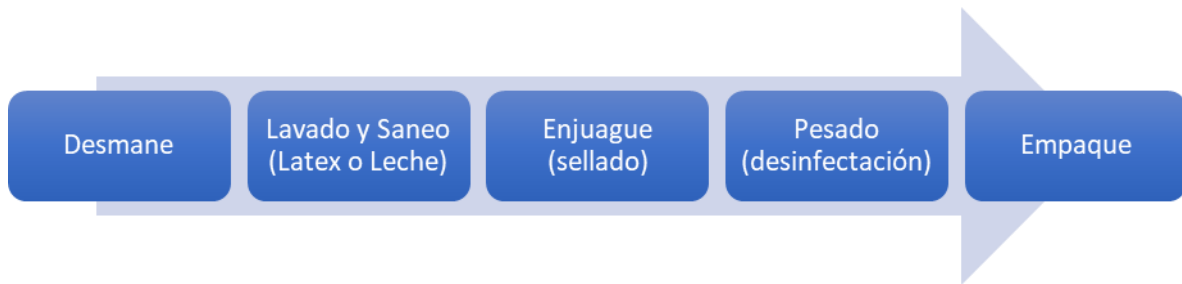 Desmane
Lavado y Saneo
(Latex o Leche)
Enjuague
(sellado)
Pesado
(desinfectación)
Empaque